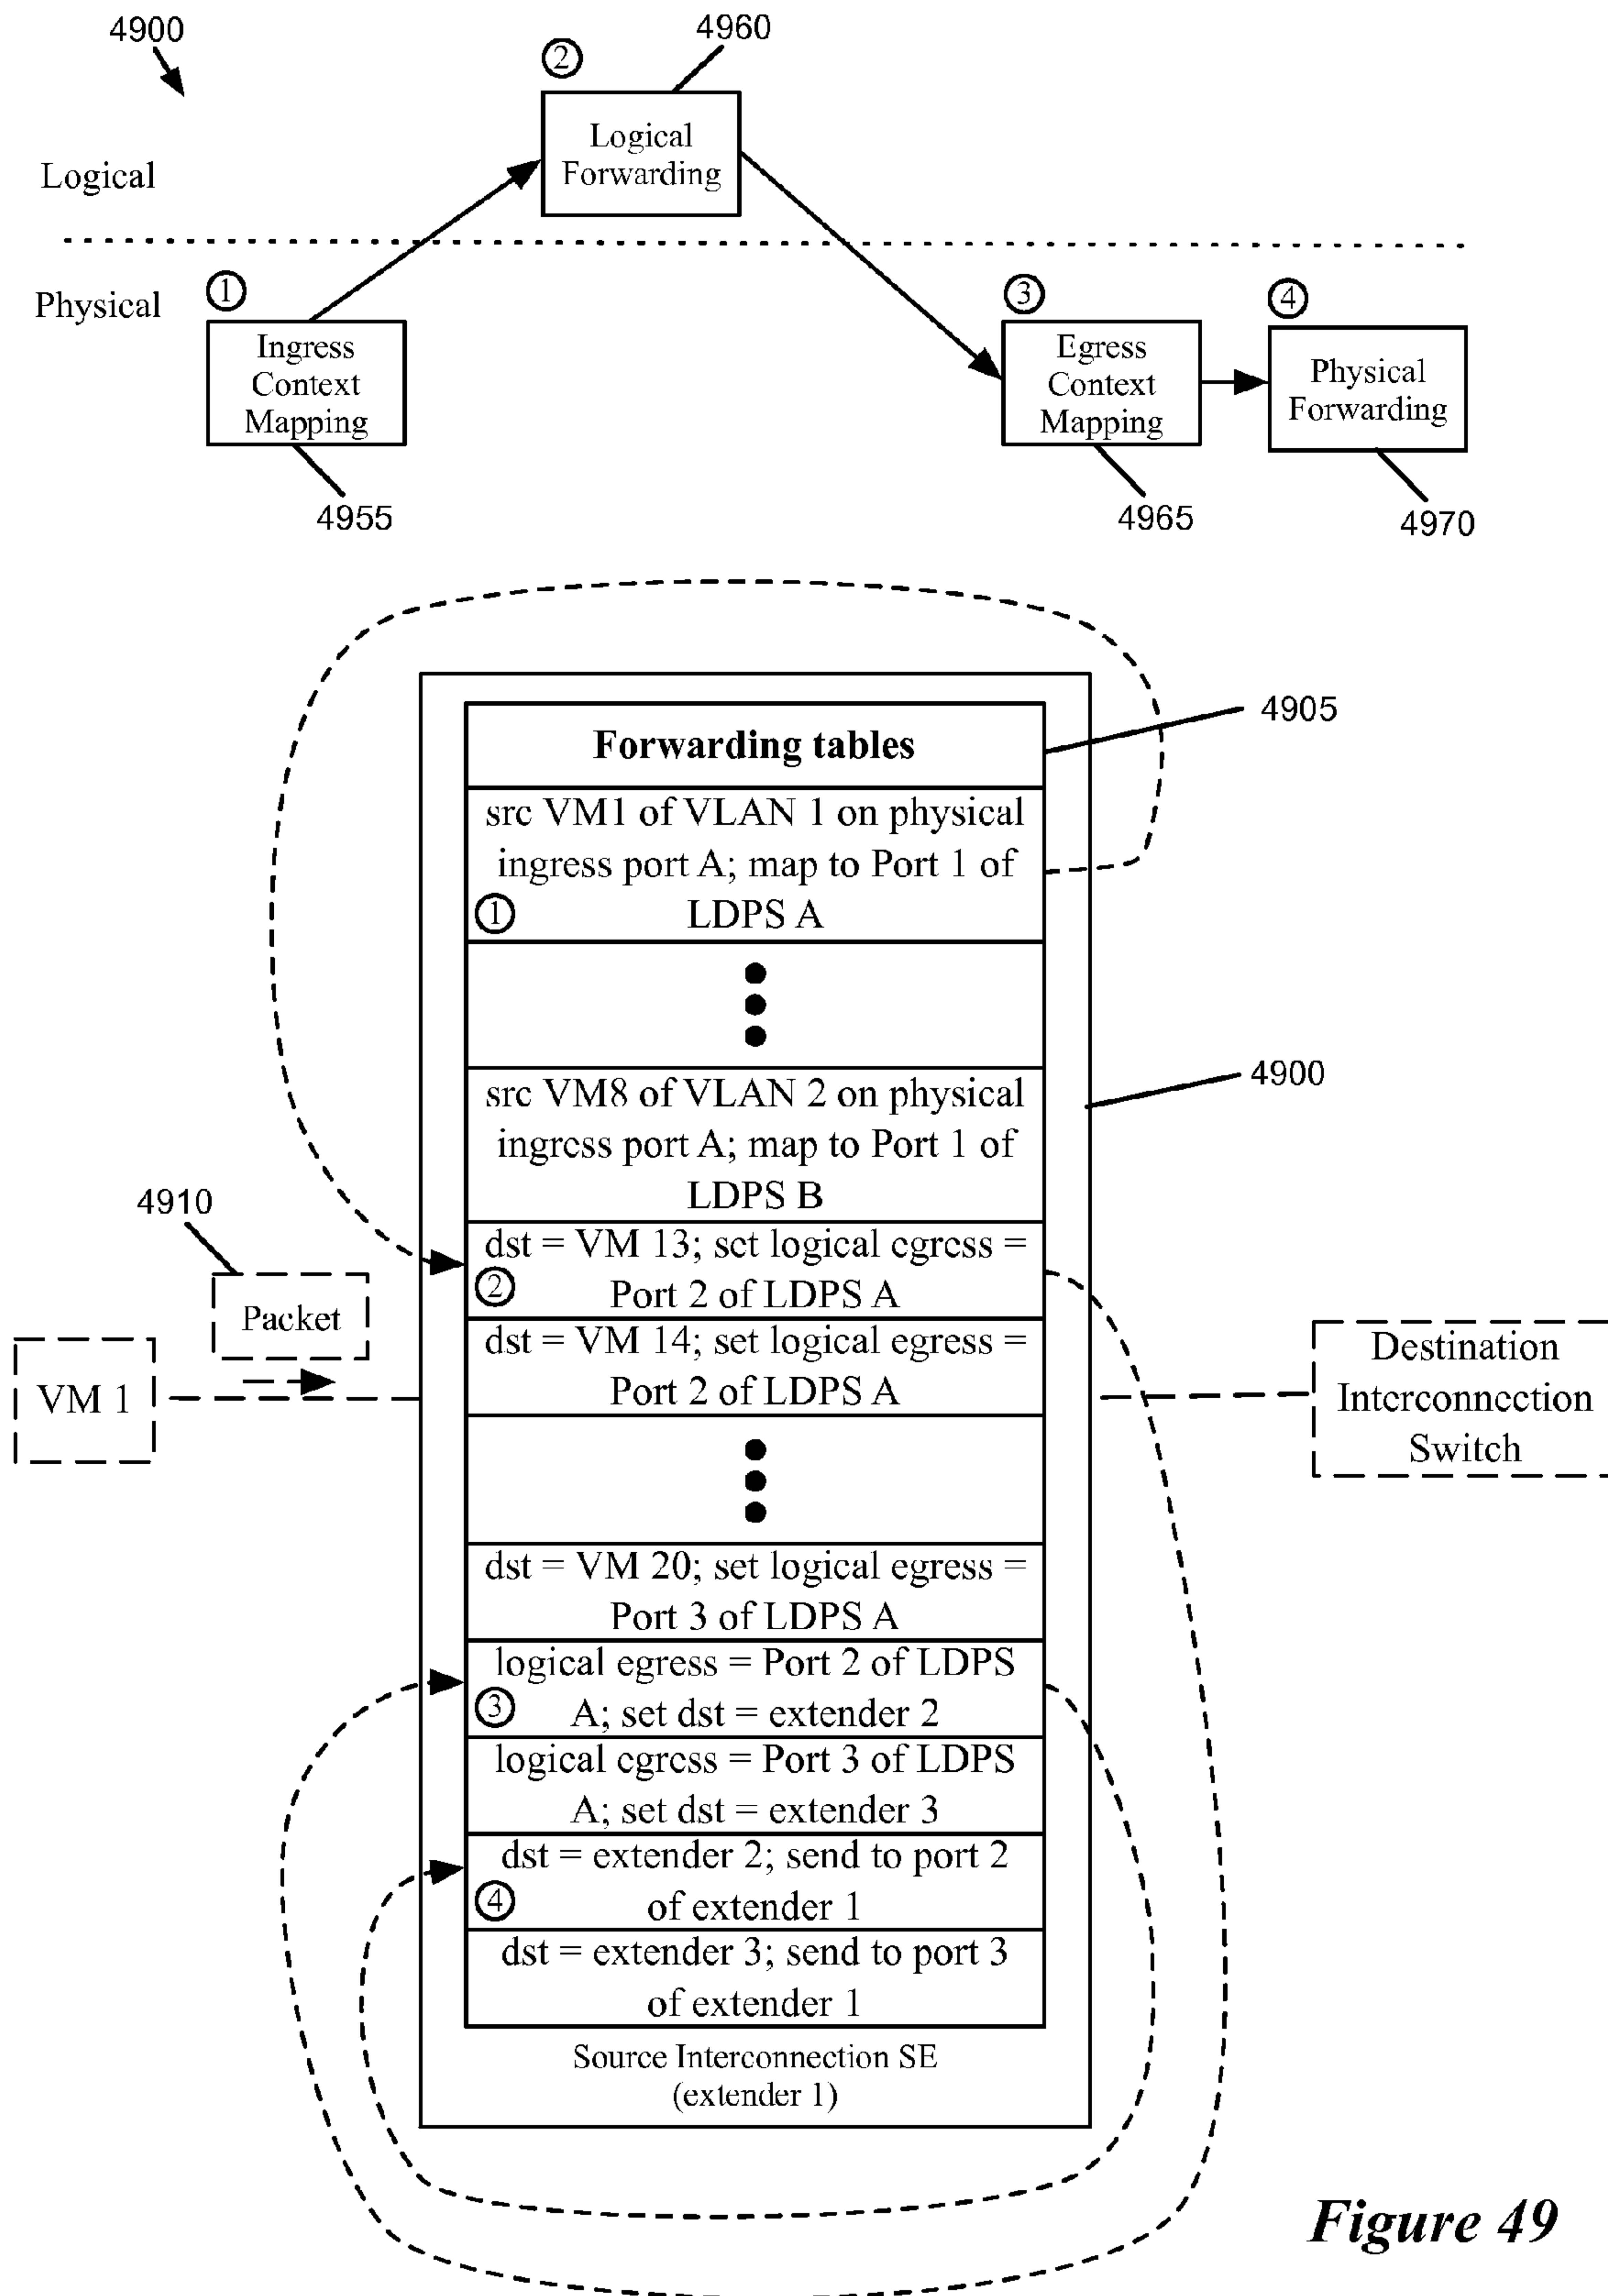 4900
4960
②
Logical
Forwarding
Logical
Physical
①
Ingress
Context
Mapping
③
Egress
Context
Mapping
④
Physical
Forwarding
4955
4965
4970
4905
Forwarding tables
src VM1 of VLAN 1 on physical
ingress port A; map to Port 1 of
① LDPS A
src VM8 of VLAN 2 on physical
ingress port A; map to Port 1 of
LDPS B
4900
4910
Packet
VM 1
dst = VM 13; set logical egress =
② Port 2 of LDPS A
dst = VM 14; set logical egress =
Port 2 of LDPS A
Destination
Interconnection
Switch
dst = VM 20; set logical egress =
Port 3 of LDPS A
logical egress = Port 2 of LDPS
③ A; set dst = extender 2
logical egress = Port 3 of LDPS
A; set dst = extender 3
dst = extender 2; send to port 2
④ of extender 1
dst = extender 3; send to port 3
of extender 1
Source Interconnection SE
(extender 1)
Figure 49